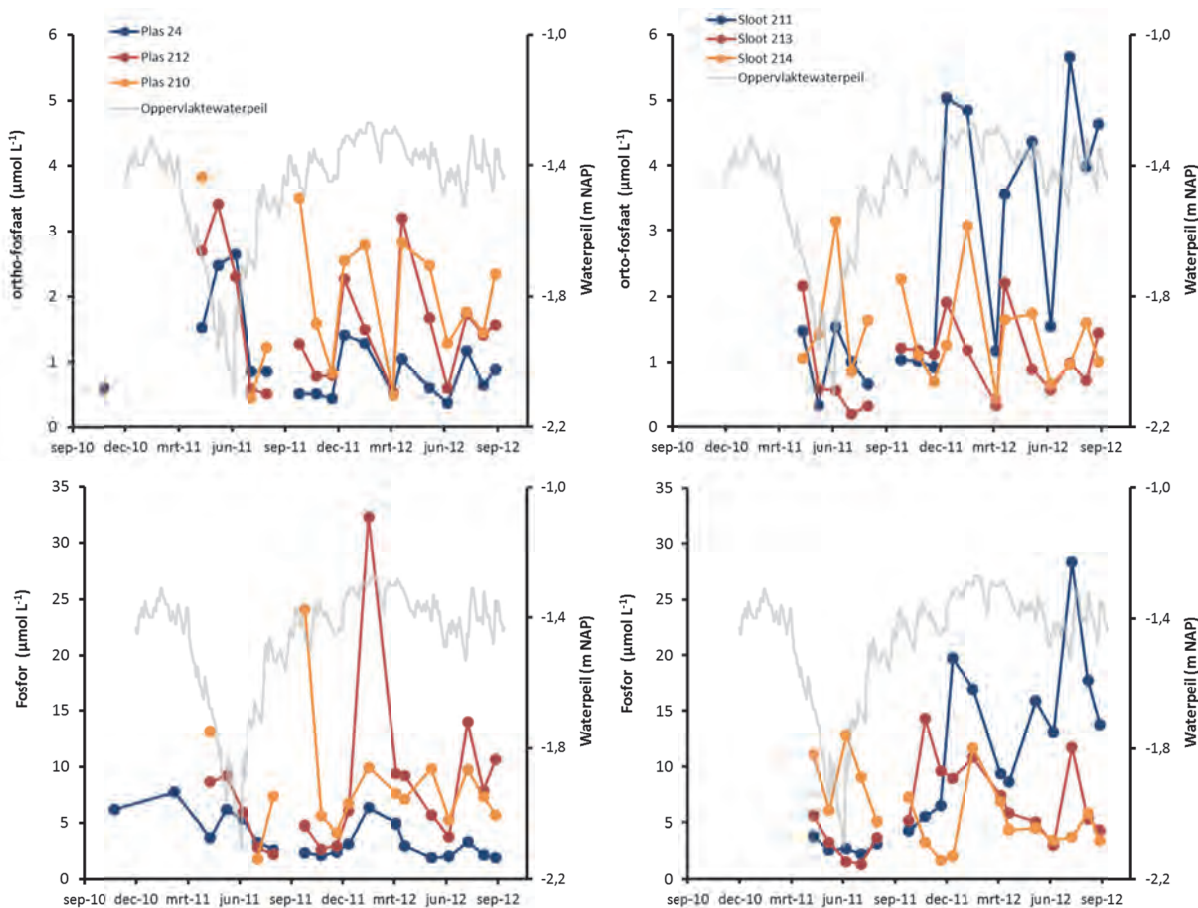 Plas 24
Plas 212
Plas 210
Oppervlaktewaterpeil
ortho-fosfaat (µmol L⁻¹)
6
5
4
3
2
1
0
-1,0
-1,4
-1,8
-2,2
Waterpeil (m NAP)
sep-10 dec-10 mrt-11 jun-11 sep-11 dec-11 mrt-12 jun-12 sep-12
Sloot 211
Sloot 213
Sloot 214
Oppervlaktewaterpeil
orto-fosfaat (µmol L⁻¹)
6
5
4
3
2
1
0
-1,0
-1,4
-1,8
-2,2
Waterpeil (m NAP)
sep-10 dec-10 mrt-11 jun-11 sep-11 dec-11 mrt-12 jun-12 sep-12
Fosfor (µmol L⁻¹)
35
30
25
20
15
10
5
0
-1,0
-1,4
-1,8
-2,2
Waterpeil (m NAP)
sep-10 dec-10 mrt-11 jun-11 sep-11 dec-11 mrt-12 jun-12 sep-12
Fosfor (µmol L⁻¹)
35
30
25
20
15
10
5
0
-1,0
-1,4
-1,8
-2,2
Waterpeil (m NAP)
sep-10 dec-10 mrt-11 jun-11 sep-11 dec-11 mrt-12 jun-12 sep-12